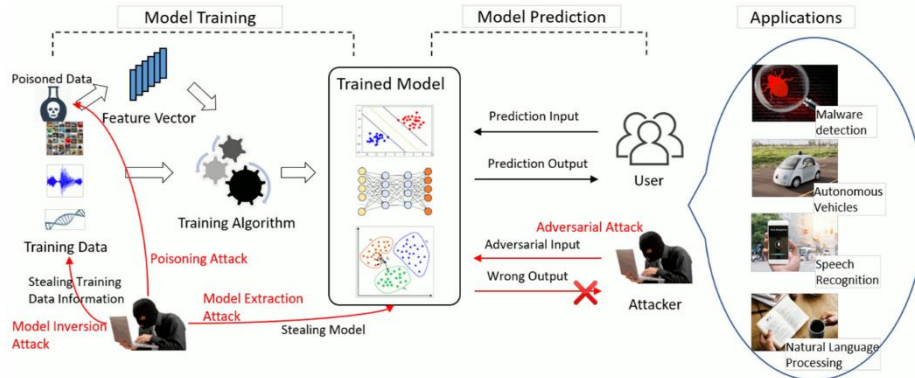 Model Training
Model Prediction
Applications
Poisoned Data
Feature Vector
Training Algorithm
Training Data
Trained Model
Prediction Input
Prediction Output
User
Adversarial Attack
Adversarial Input
Wrong Output
Attacker
Poisoning Attack
Stealing Training
Data Information
Model Inversion
Attack
Model Extraction
Attack
Stealing Model
Malware
detection
Autonomous
Vehicles
Speech
Recognition
Natural Language
Processing